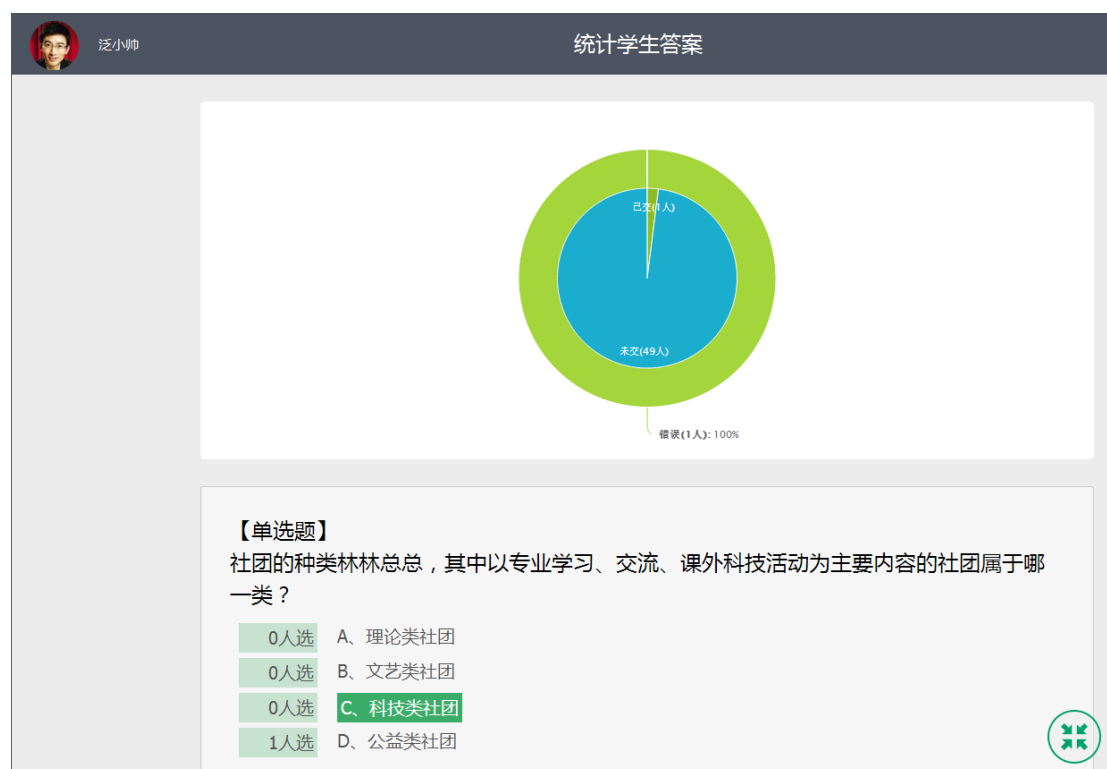 泛小帅
统计学生答案
已交(1人)
未交(49人)
错误(1人): 100%
【单选题】
社团的种类林林总总，其中以专业学习、交流、课外科技活动为主要内容的社团属于哪
一类？
0人选 A、理论类社团
0人选 B、文艺类社团
0人选 C、科技类社团
1人选 D、公益类社团